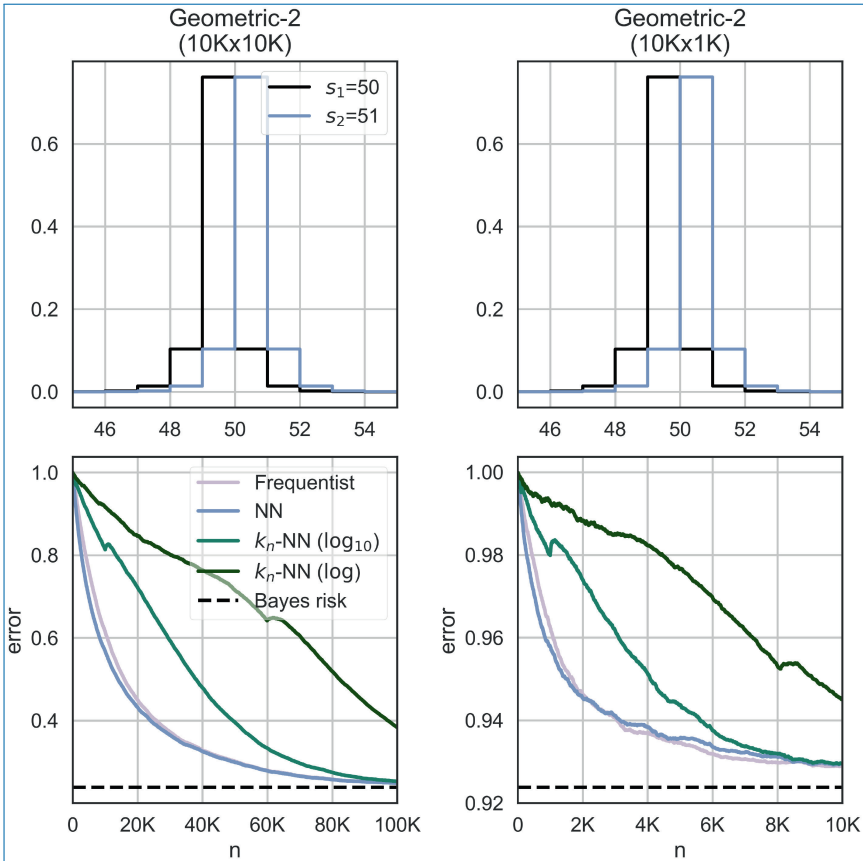 Geometric-2
(10Kx10K)
s₁=50
s₂=51
0.6
0.4
0.2
0.0
46 48 50 52 54
Geometric-2
(10Kx1K)
0.6
0.4
0.2
0.0
46 48 50 52 54
error
1.0
0.8
0.6
0.4
Frequentist
NN
kₙ-NN (log₁₀)
kₙ-NN (log)
Bayes risk
0 20K 40K 60K 80K 100K
n
error
1.00
0.98
0.96
0.94
0.92
0 2K 4K 6K 8K 10K
n